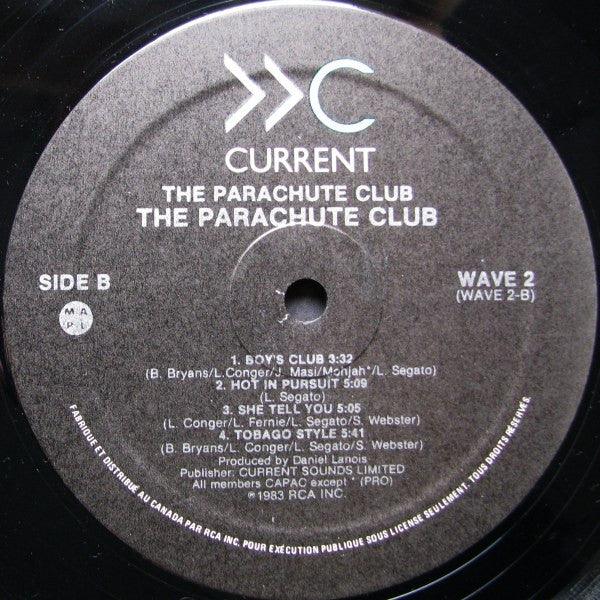 >>C
CURRENT
THE PARACHUTE CLUB
THE PARACHUTE CLUB
SIDE B
WAVE 2
(WAVE 2-B)
MA
PL
1. BOY'S CLUB 3:32
(B. Bryans/L.Conger/J. Masi/Monjah*/L. Segato)
2. HOT IN PURSUIT 5:09
(L. Segato)
3. SHE TELL YOU 5:05
(L. Conger/L. Fernie/L. Segato/S. Webster)
4. TOBAGO STYLE 5:41
(B. Bryans/L. Conger/L. Segato/S. Webster)
Produced by Daniel Lanois
Publisher: CURRENT SOUNDS LIMITED
All members CAPAC except * (PRO)
℗1983 RCA INC.
FABRIQUE ET DISTRIBUÉ AU CANADA PAR RCA INC. POUR EXÉCUTION PUBLIQUE SOUS LICENSE SEULEMENT. TOUS DROITS RESERVÉS.